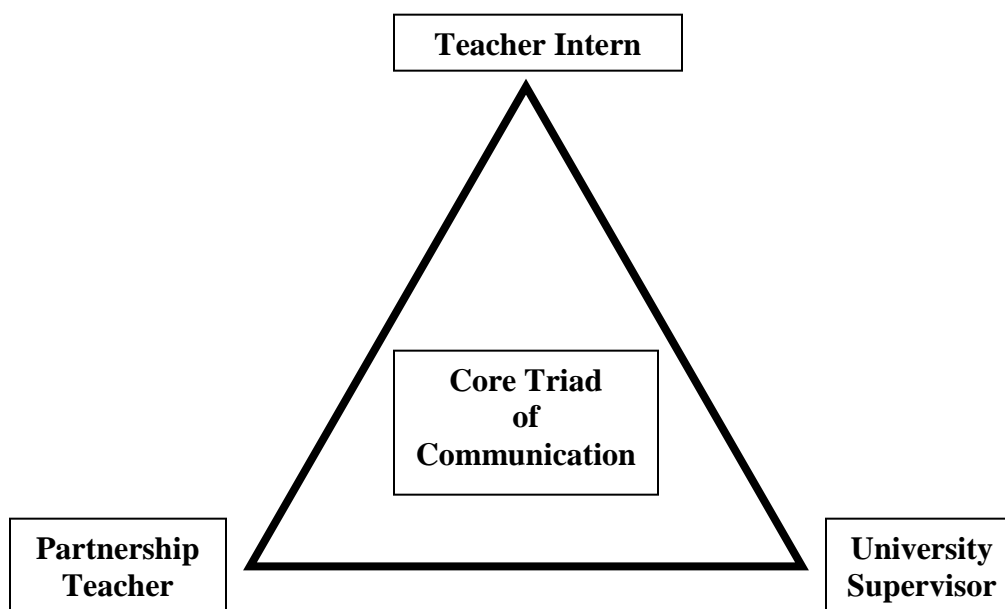 Teacher Intern
Core Triad
of
Communication
Partnership
Teacher
University
Supervisor